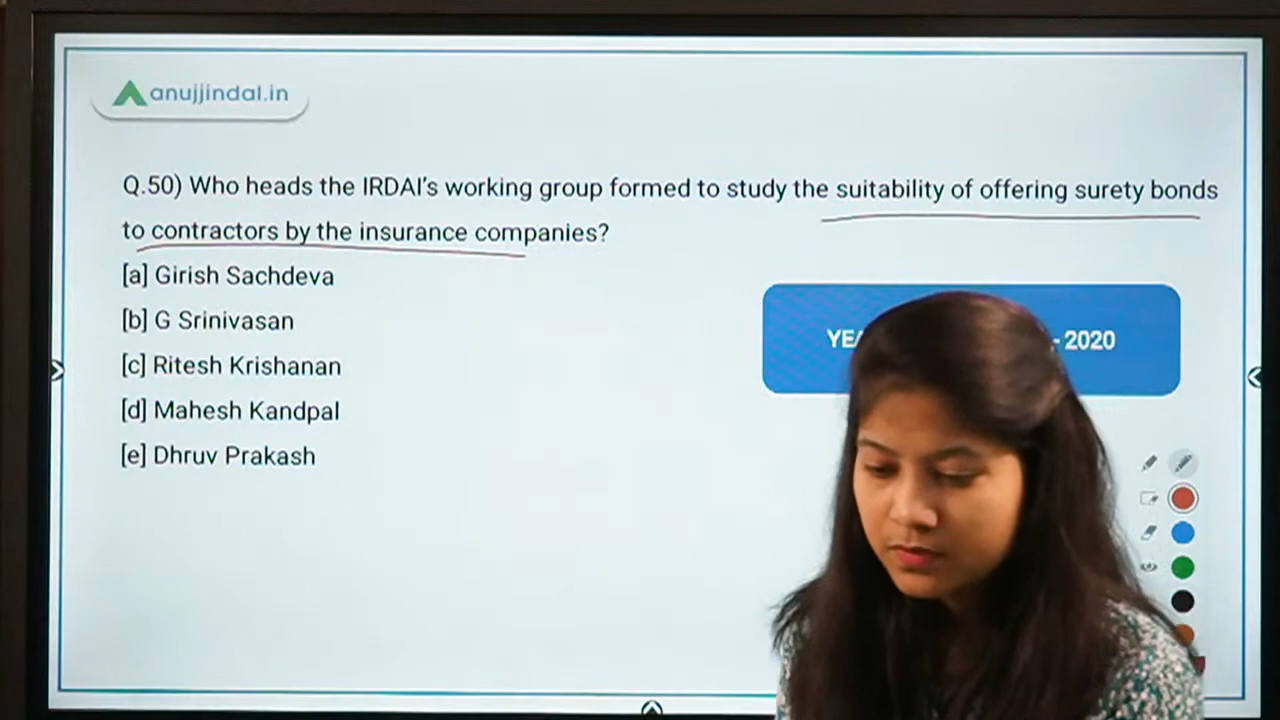 anujjindal.in
Q.50) Who heads the IRDAI's working group formed to study the suitability of offering surety bonds
to contractors by the insurance companies?
[a] Girish Sachdeva
[b] G Srinivasan
[c] Ritesh Krishanan
[d] Mahesh Kandpal
[e] Dhruv Prakash
- 2020